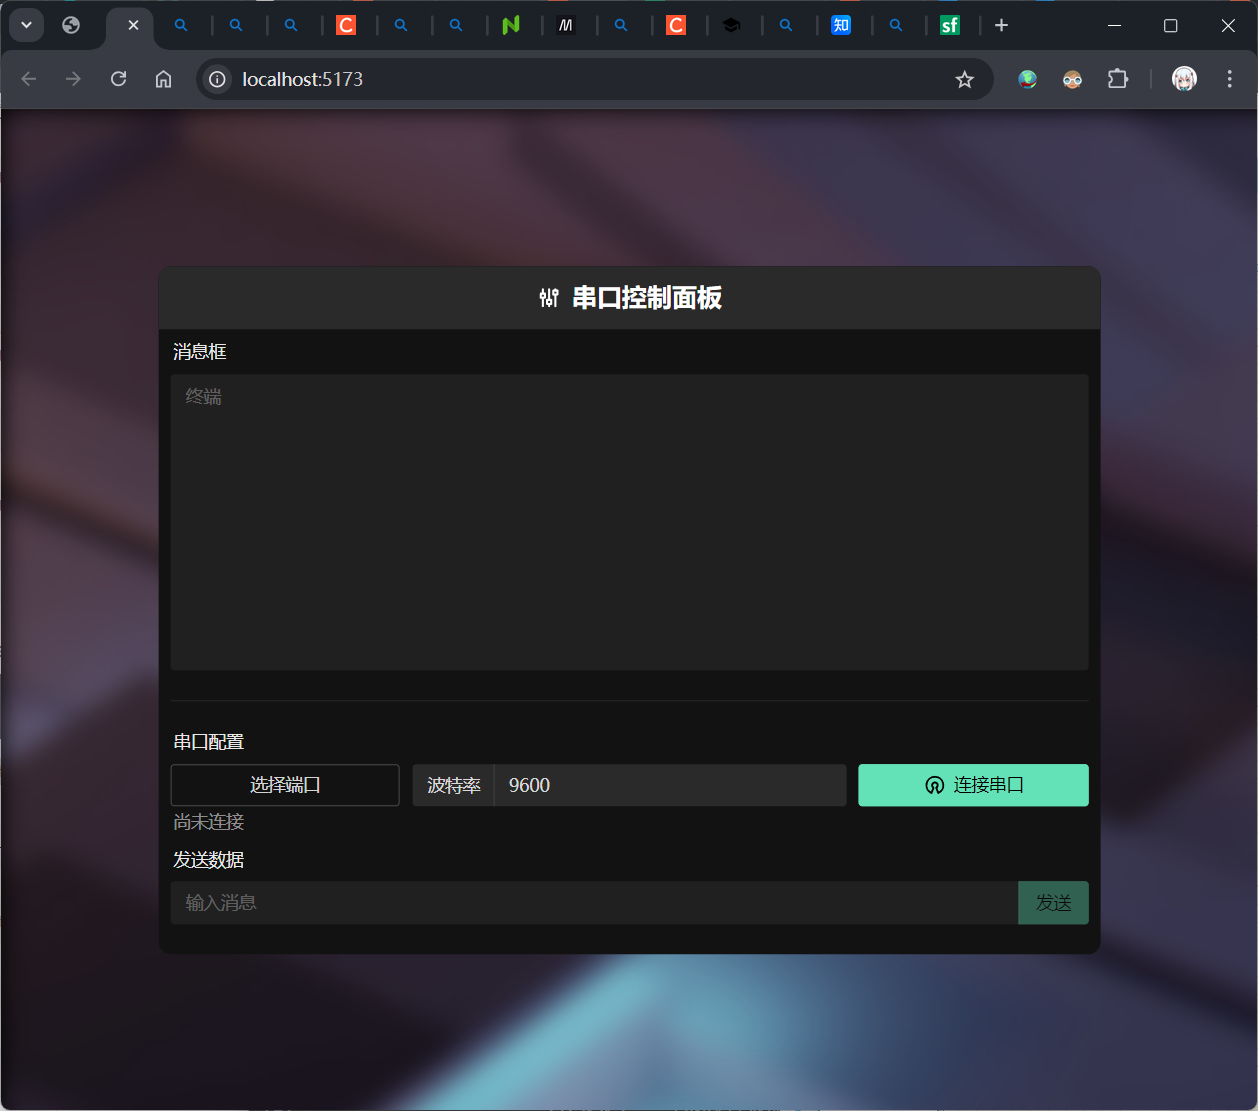 localhost:5173
串口控制面板
消息框
终端
串口配置
选择端口
波特率
9600
连接串口
尚未连接
发送数据
输入消息
发送